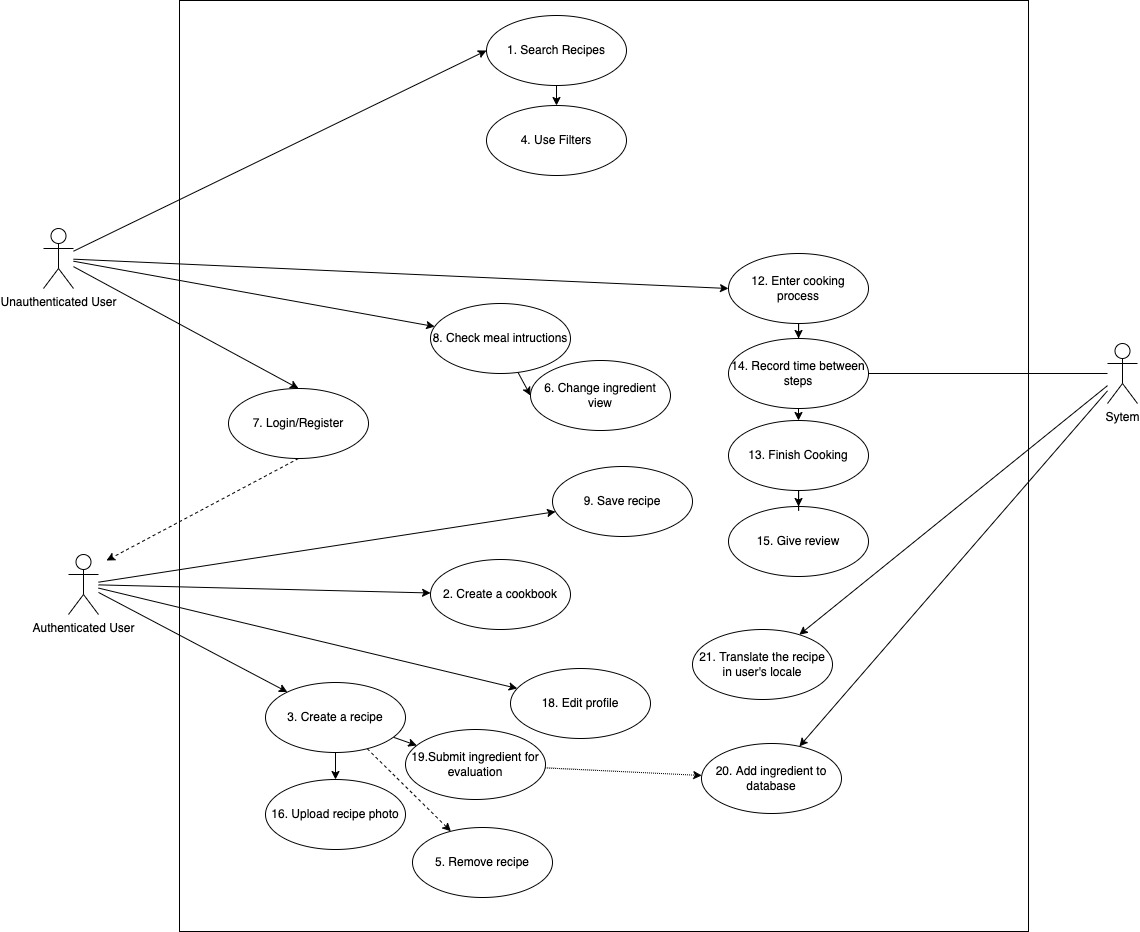 1. Search Recipes
4. Use Filters
Unauthenticated User
12. Enter cooking
process
8. Check meal intructions
14. Record time between
steps
6. Change ingredient
view
Sytem
7. Login/Register
13. Finish Cooking
9. Save recipe
15. Give review
2. Create a cookbook
Authenticated User
21. Translate the recipe
in user's locale
18. Edit profile
3. Create a recipe
19.Submit ingredient for
evaluation
20. Add ingredient to
database
16. Upload recipe photo
5. Remove recipe